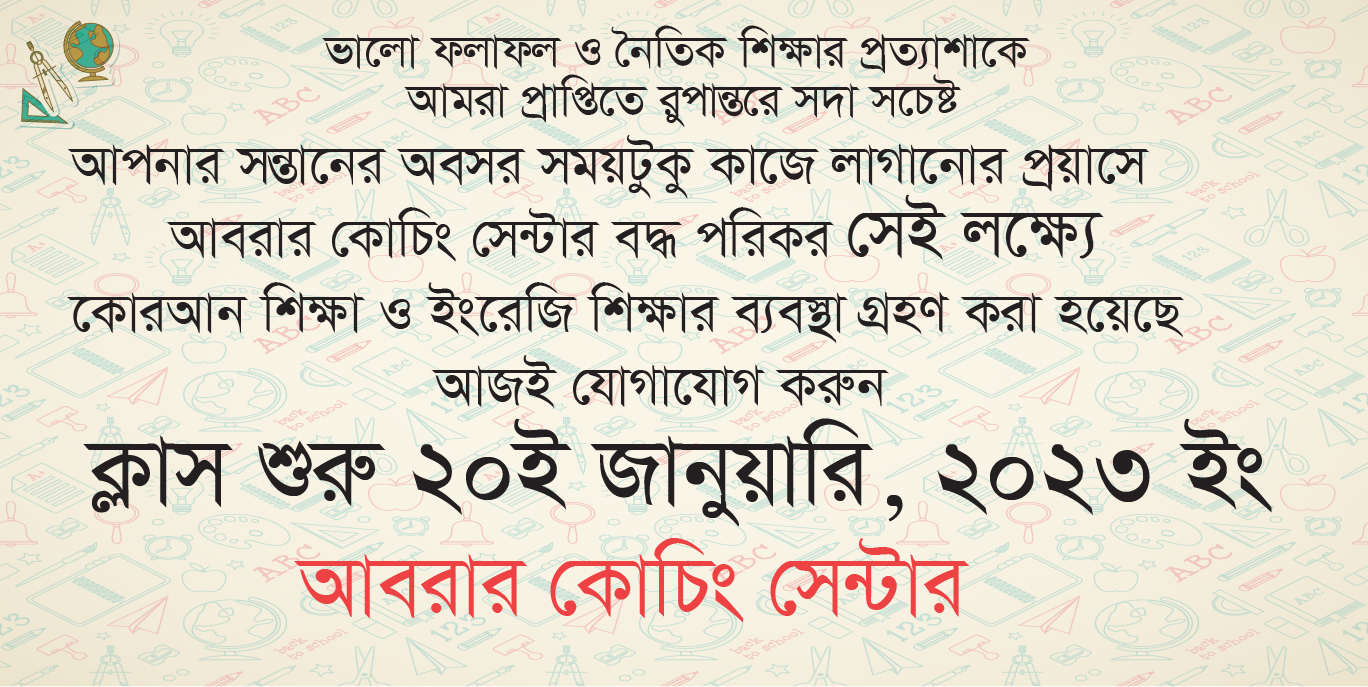 ভালো ফলাফল ও নৈতিক শিক্ষার প্রত্যাশাকে
আমরা প্রাপ্তিতে রুপান্তরে সদা সচেষ্ট
আপনার সন্তানের অবসর সময়টুকু কাজে লাগানোর প্রয়াসে
আবরার কোচিং সেন্টার বদ্ধ পরিকর সেই লক্ষ্যে
কোরআন শিক্ষা ও ইংরেজি শিক্ষার ব্যবস্থা গ্রহণ করা হয়েছে
আজই যোগাযোগ করুন
ক্লাস শুরু ২০ই জানুয়ারি, ২০২৩ ইং
আবরার কোচিং সেন্টার